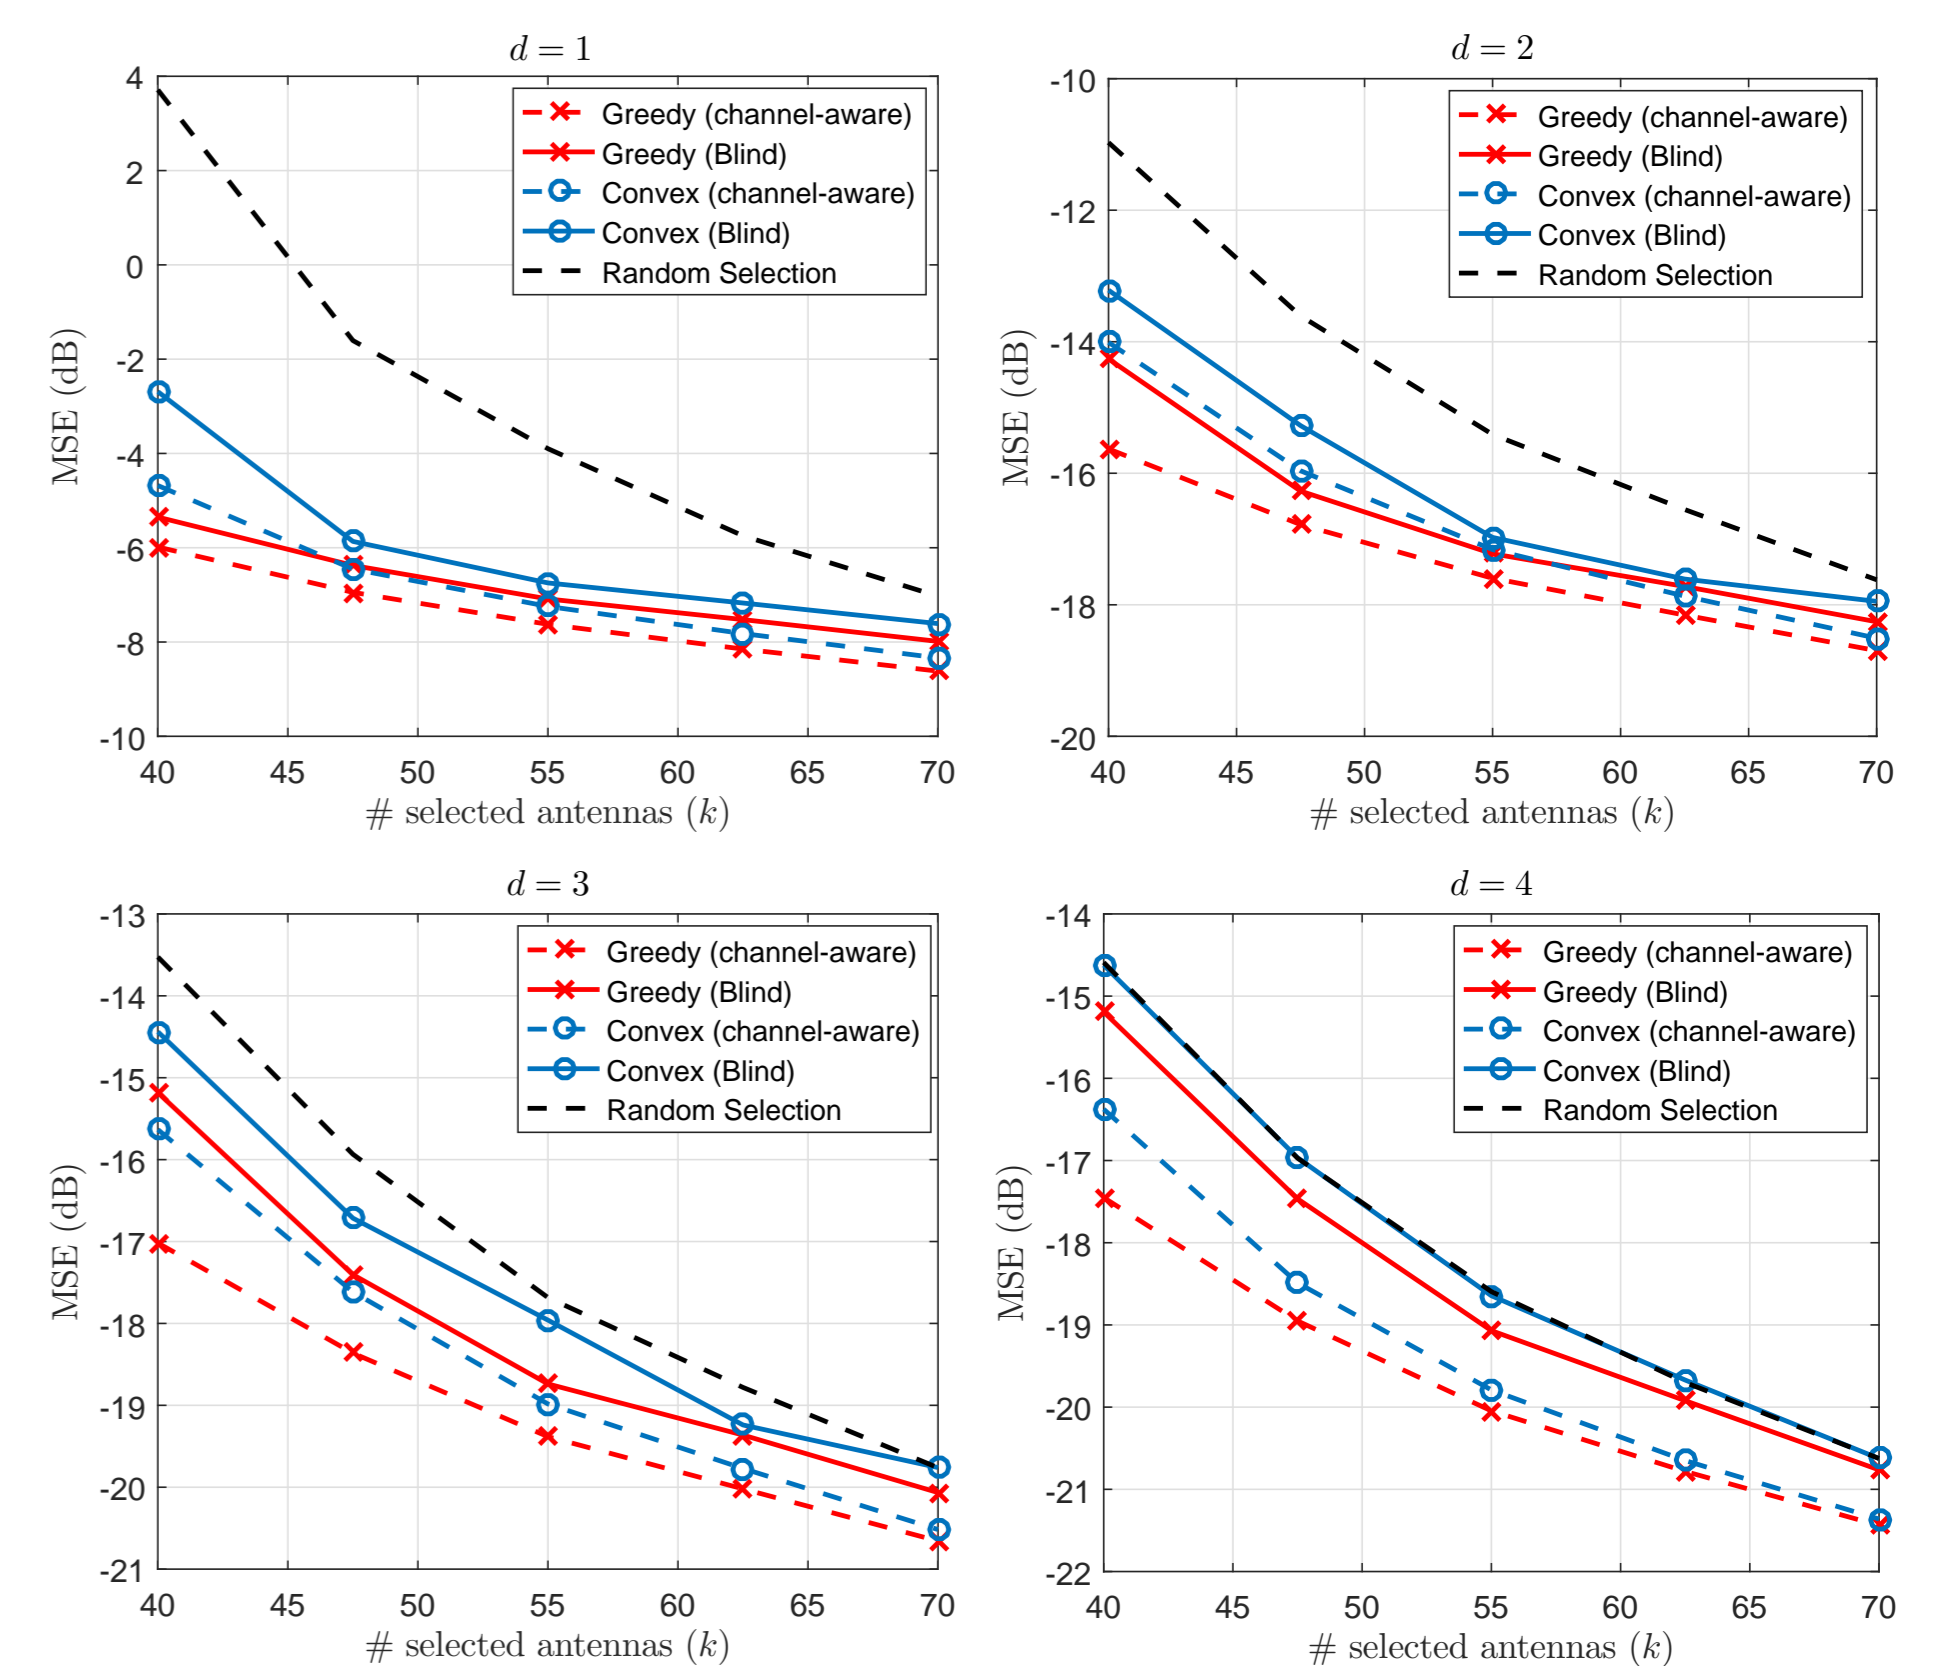 d = 1
4
2
0
-2
-4
-6
-8
-10
MSE (dB)
Greedy (channel-aware)
Greedy (Blind)
Convex (channel-aware)
Convex (Blind)
Random Selection
40 45 50 55 60 65 70
# selected antennas (k)
d = 2
-10
-12
-14
-16
-18
-20
MSE (dB)
Greedy (channel-aware)
Greedy (Blind)
Convex (channel-aware)
Convex (Blind)
Random Selection
40 45 50 55 60 65 70
# selected antennas (k)
d = 3
-13
-14
-15
-16
-17
-18
-19
-20
-21
MSE (dB)
Greedy (channel-aware)
Greedy (Blind)
Convex (channel-aware)
Convex (Blind)
Random Selection
40 45 50 55 60 65 70
# selected antennas (k)
d = 4
-14
-15
-16
-17
-18
-19
-20
-21
-22
MSE (dB)
Greedy (channel-aware)
Greedy (Blind)
Convex (channel-aware)
Convex (Blind)
Random Selection
40 45 50 55 60 65 70
# selected antennas (k)